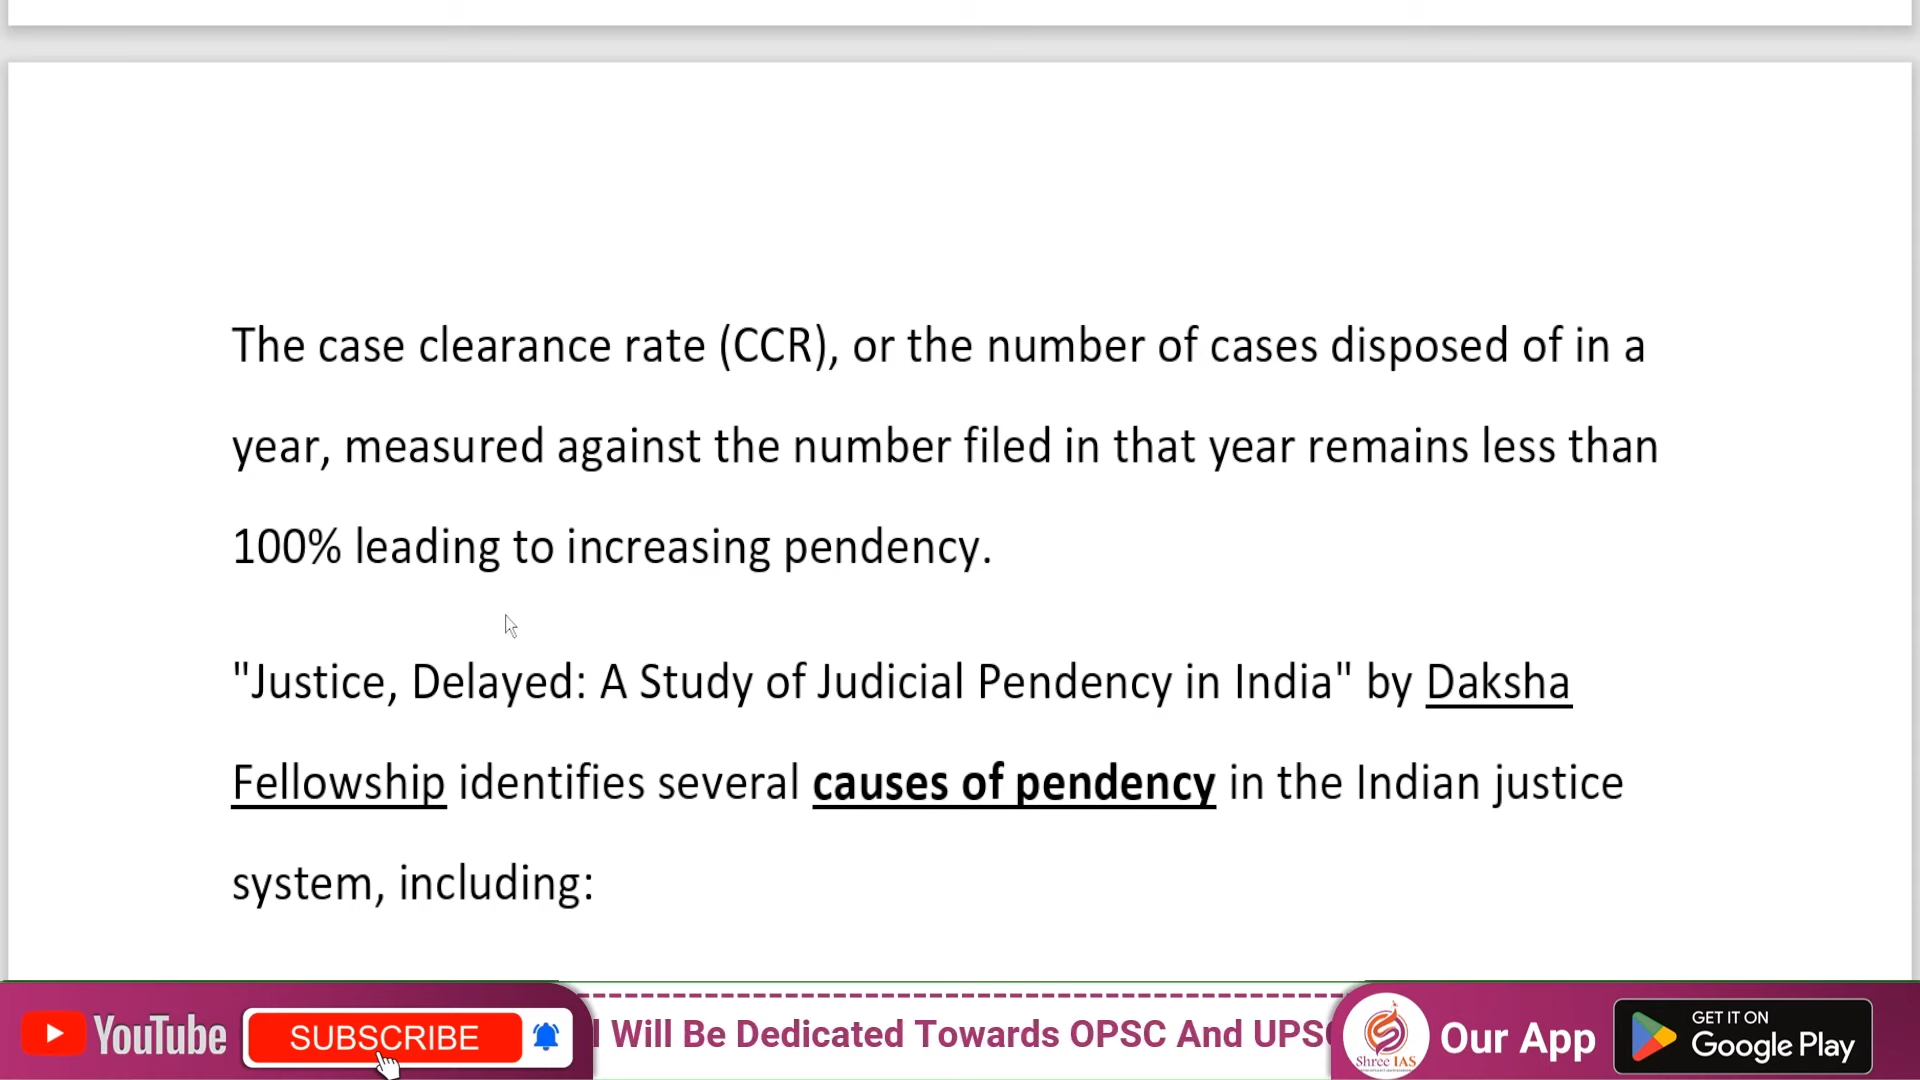 The case clearance rate (CCR), or the number of cases disposed of in a
year, measured against the number filed in that year remains less than
100% leading to increasing pendency.
"Justice, Delayed: A Study of Judicial Pendency in India" by Daksha
Fellowship identifies several causes of pendency in the Indian justice
system, including:
YouTube
SUBSCRIBE
Will Be Dedicated Towards OPSC And UPSC
Shree IAS
Our App
GET IT ON
Google Play